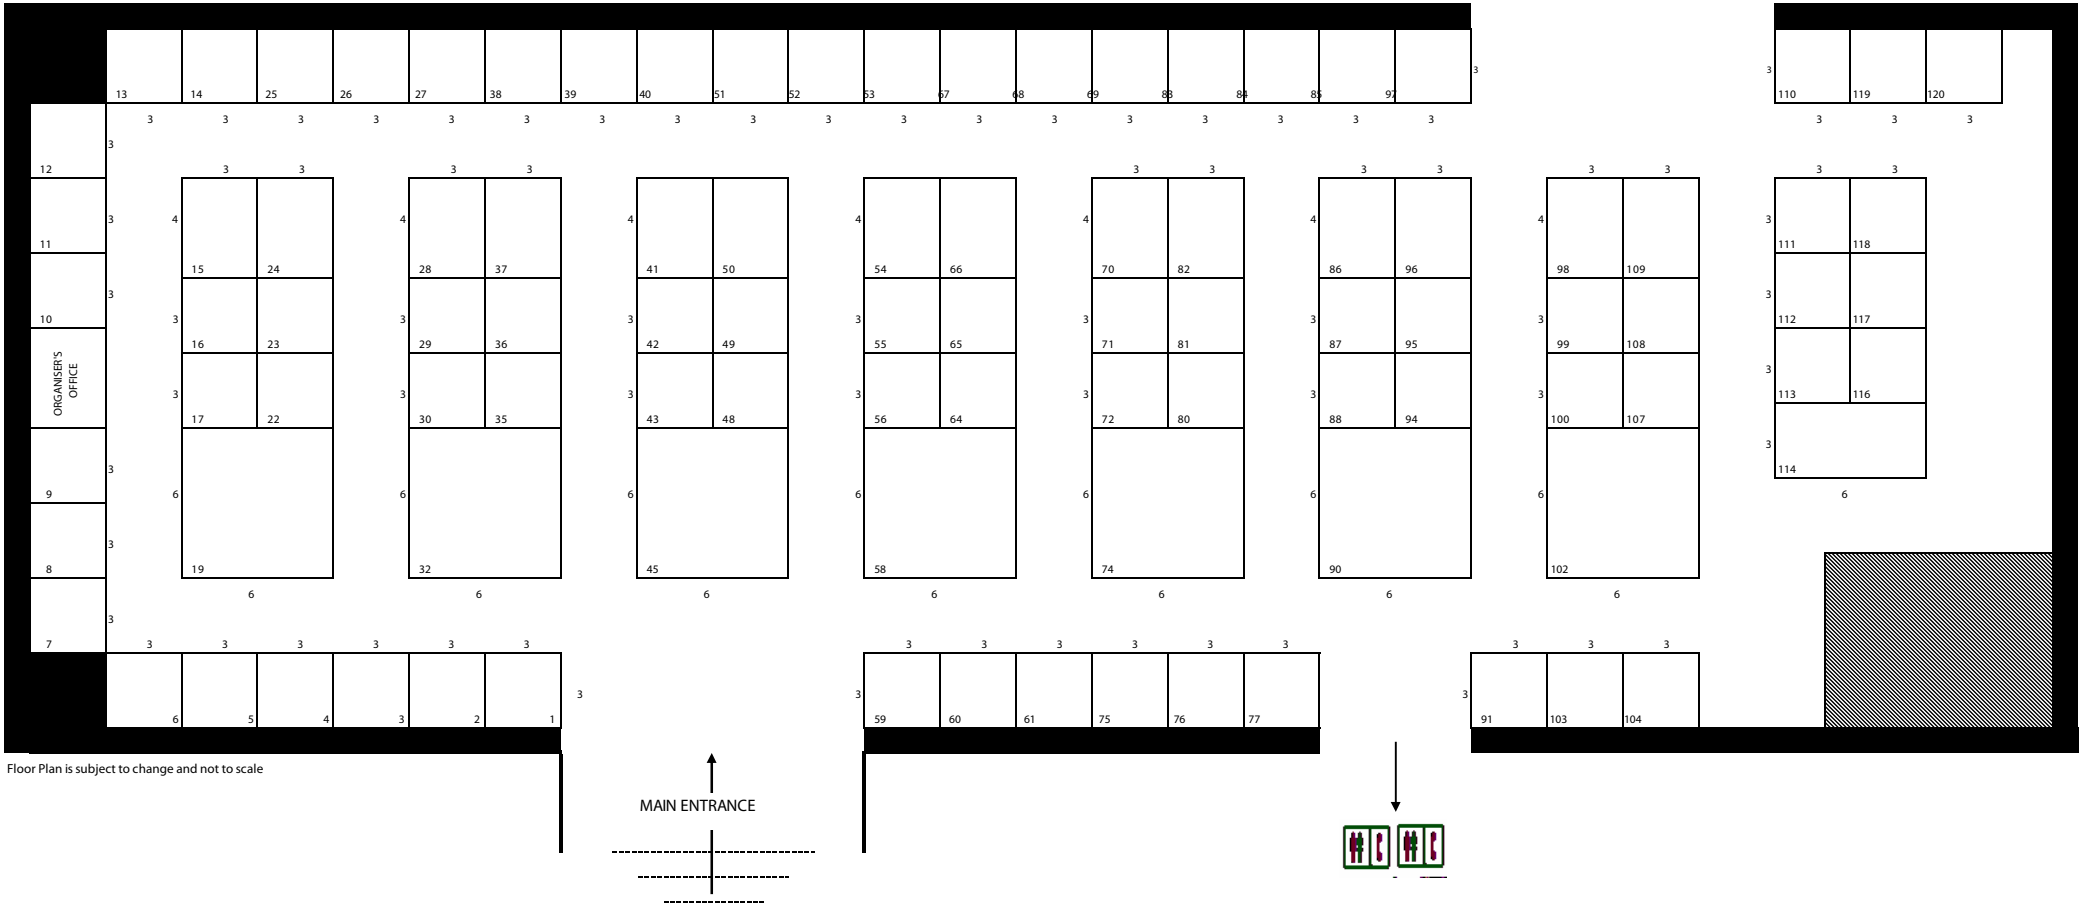 13 14 25 26 27 38 39 40 51 52 53 67 68 69 83 84 85 97 3 3 110 119 120
3 3 3 3 3 3 3 3 3 3 3 3 3 3 3 3 3 3 3 3 3
12 3
3 3 3 3 3 3 3 3 3 3 3 3
11 3 4 4 4 4 4 4 4 3
111 118
15 24 28 37 41 50 54 66 70 82 86 96 98 109
10 3 3
112 117
3 3 3 3 3 3 3
16 23 29 36 42 49 55 65 71 81 87 95 99 108
ORGANISER'S
OFFICE
3
113 116
3 3 3 3 3 3 3
17 22 30 35 43 48 56 64 72 80 88 94 100 107
3
114
9 3 6 6 6 6 6 6 6 6
8 3
19 32 45 58 74 90 102
6 6 6 6 6 6 6
7 3
3 3 3 3 3 3 3 3 3 3 3 3 3 3 3
3 3 3
6 5 4 3 2 1 59 60 61 75 76 77 91 103 104
Floor Plan is subject to change and not to scale
MAIN ENTRANCE